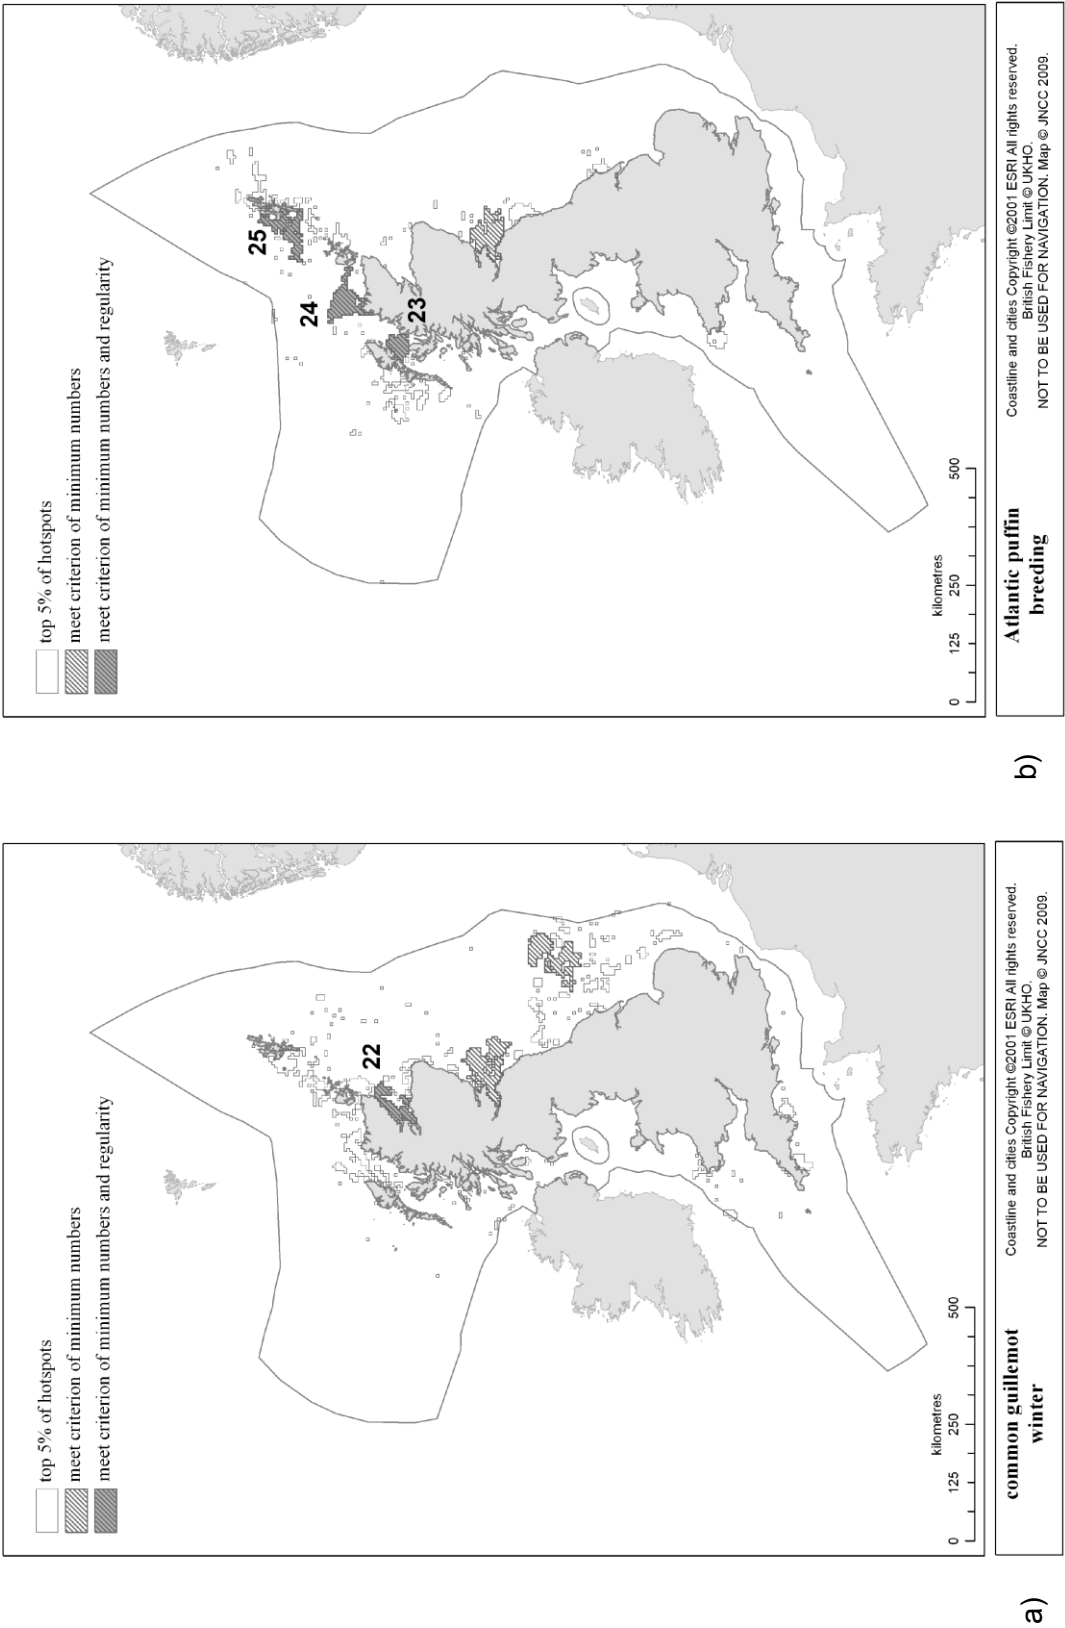 top 5% of hotspots
meet criterion of minimum numbers
meet criterion of minimum numbers and regularity
22
kilometres
0 125 250 500
common guillemot
winter
Coastline and cities Copyright ©2001 ESRI All rights reserved.
British Fishery Limit © UKHO.
NOT TO BE USED FOR NAVIGATION. Map © JNCC 2009.
a)
top 5% of hotspots
meet criterion of minimum numbers
meet criterion of minimum numbers and regularity
25
24
23
kilometres
0 125 250 500
Atlantic puffin
breeding
Coastline and cities Copyright ©2001 ESRI All rights reserved.
British Fishery Limit © UKHO.
NOT TO BE USED FOR NAVIGATION. Map © JNCC 2009.
b)